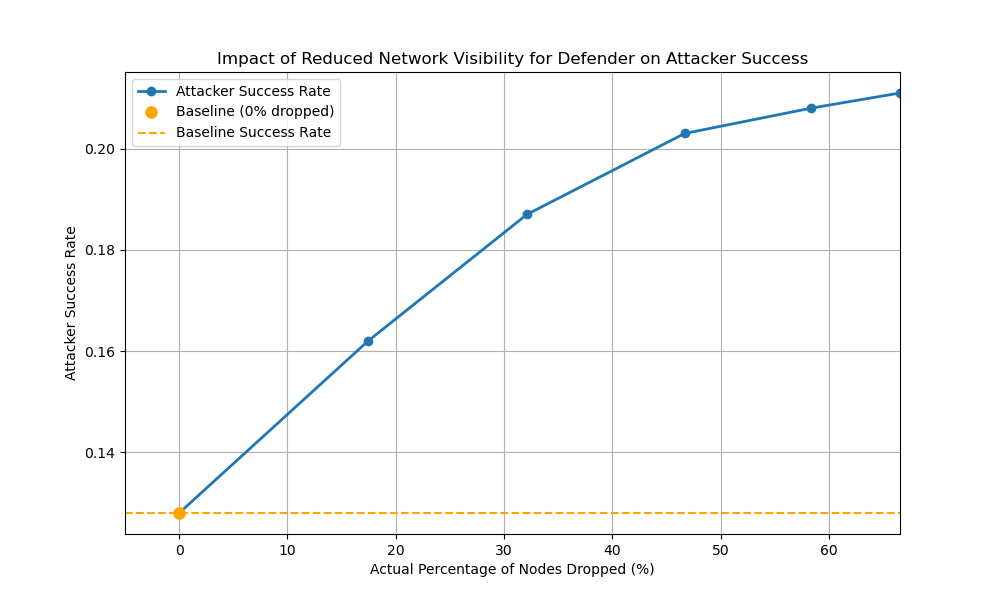 Impact of Reduced Network Visibility for Defender on Attacker Success
Attacker Success Rate
Baseline (0% dropped)
Baseline Success Rate
0.20
0.18
0.16
0.14
Attacker Success Rate
0 10 20 30 40 50 60
Actual Percentage of Nodes Dropped (%)